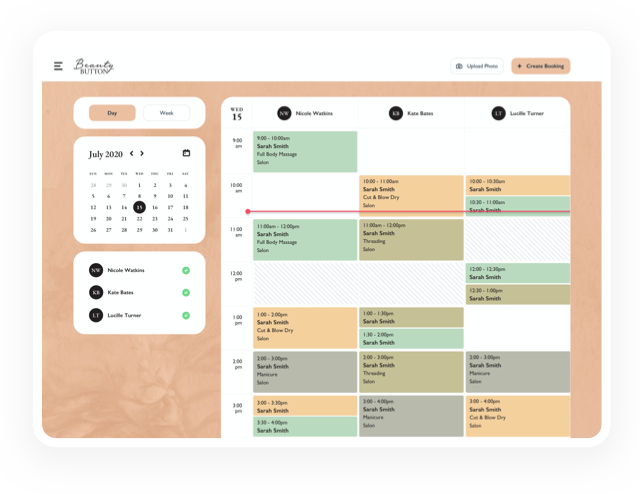 Beauty
BUTTON
Upload Photo
+ Create Booking
Day
Week
July 2020
SUN MON TUE WED THU FRI SAT
28 29 30 1 2 3 4
5 6 7 8 9 10 11
12 13 14 15 16 17 18
19 20 21 22 23 24 25
26 27 28 29 30 31 1
NW Nicole Watkins
KB Kate Bates
LT Lucille Turner
WED
15
NW Nicole Watkins
KB Kate Bates
LT Lucille Turner
9:00
am
9:00 - 10:00am
Sarah Smith
Full Body Massage
Salon
10:00
am
10:00 - 11:00am
Sarah Smith
Cut & Blow Dry
Salon
10:00 - 10:30am
Sarah Smith
10:30 - 11:00am
Sarah Smith
11:00
am
11:00am - 12:00pm
Sarah Smith
Full Body Massage
Salon
11:00am - 12:00pm
Sarah Smith
Threading
Salon
12:00
pm
12:00 - 12:30pm
Sarah Smith
12:30 - 1:00pm
Sarah Smith
1:00
pm
1:00 - 2:00pm
Sarah Smith
Cut & Blow Dry
Salon
1:00 - 1:30pm
Sarah Smith
1:30 - 2:00pm
Sarah Smith
2:00
pm
2:00 - 3:00pm
Sarah Smith
Manicure
Salon
2:00 - 3:00pm
Sarah Smith
Threading
Salon
2:00 - 3:00pm
Sarah Smith
Manicure
Salon
3:00
pm
3:00 - 3:30pm
Sarah Smith
3:30 - 4:00pm
Sarah Smith
3:00 - 4:00pm
Sarah Smith
Manicure
Salon
3:00 - 4:00pm
Sarah Smith
Cut & Blow Dry
Salon